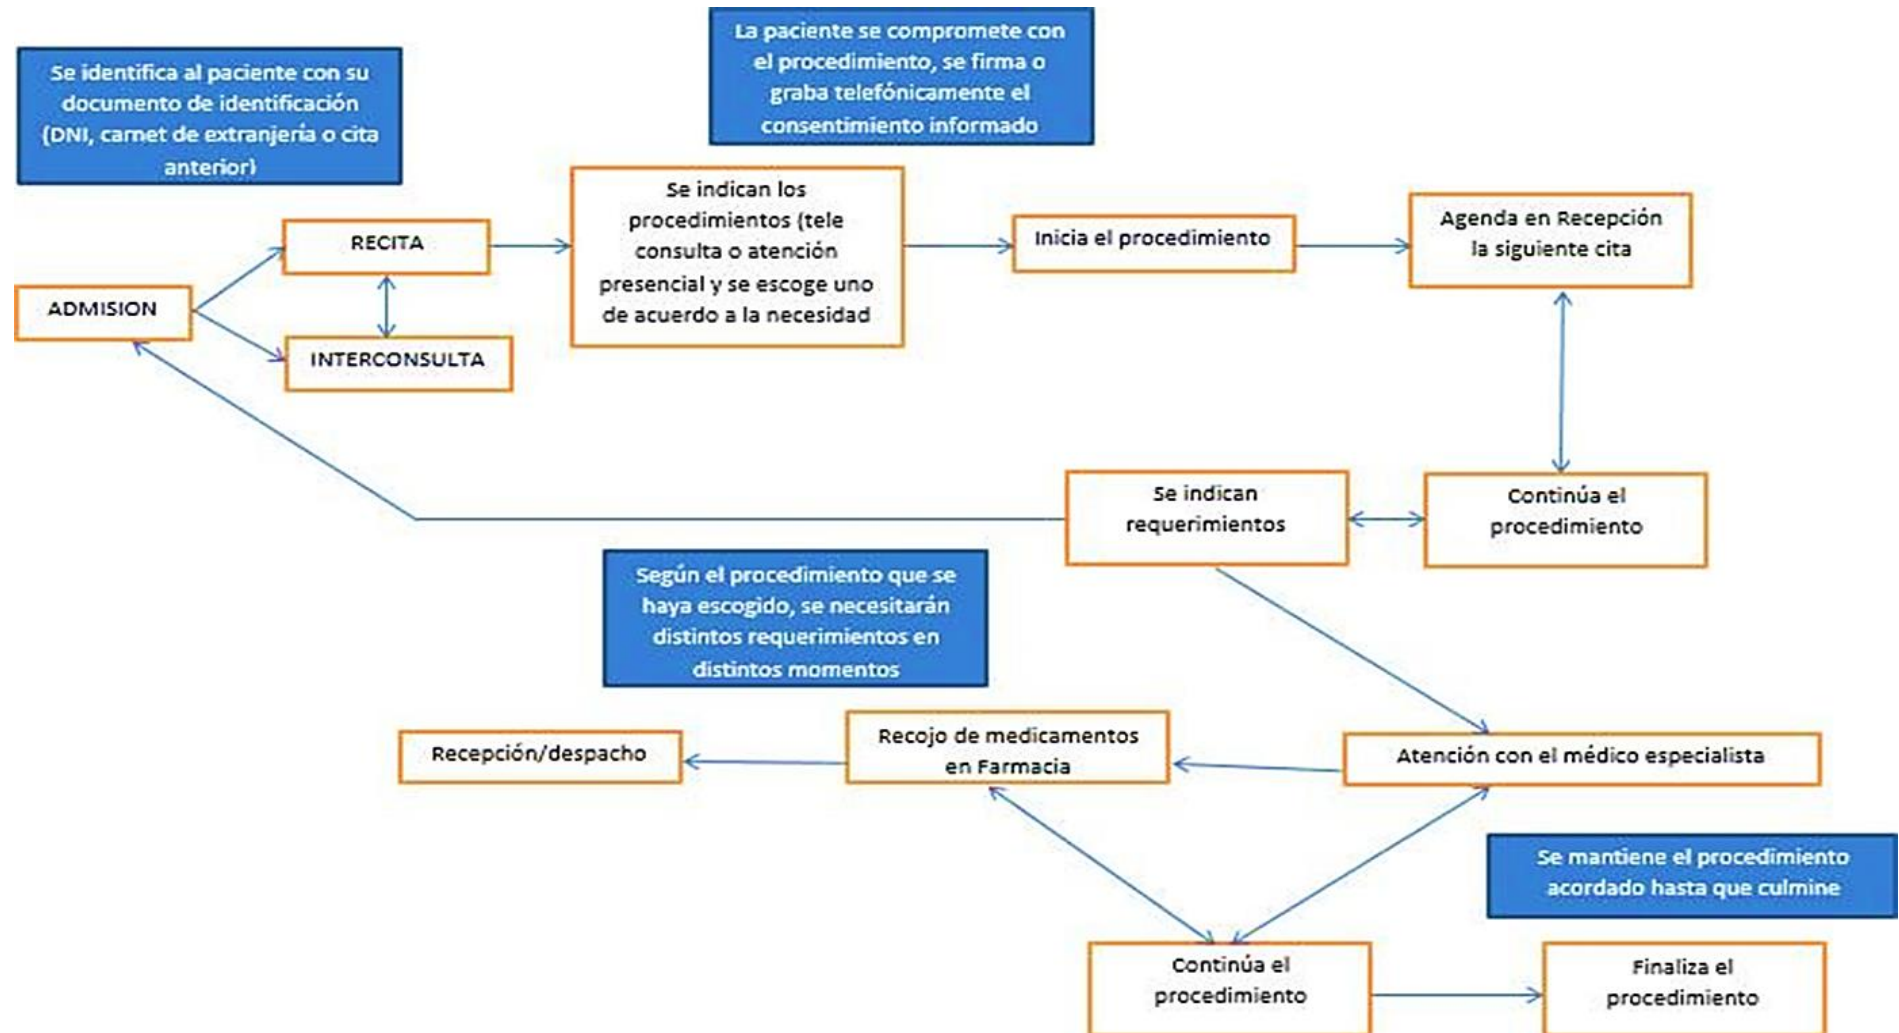 Se identifica al paciente con su
documento de identificación
(DNI, carnet de extranjería o cita
anterior)
La paciente se compromete con
el procedimiento, se firma o
graba telefónicamente el
consentimiento informado
ADMISION
RECITA
INTERCONSULTA
Se indican los
procedimientos (tele
consulta o atención
presencial y se escoge uno
de acuerdo a la necesidad
Inicia el procedimiento
Agenda en Recepción
la siguiente cita
Se indican
requerimientos
Continúa el
procedimiento
Según el procedimiento que se
haya escogido, se necesitarán
distintos requerimientos en
distintos momentos
Recepción/despacho
Recojo de medicamentos
en Farmacia
Atención con el médico especialista
Se mantiene el procedimiento
acordado hasta que culmine
Continúa el
procedimiento
Finaliza el
procedimiento